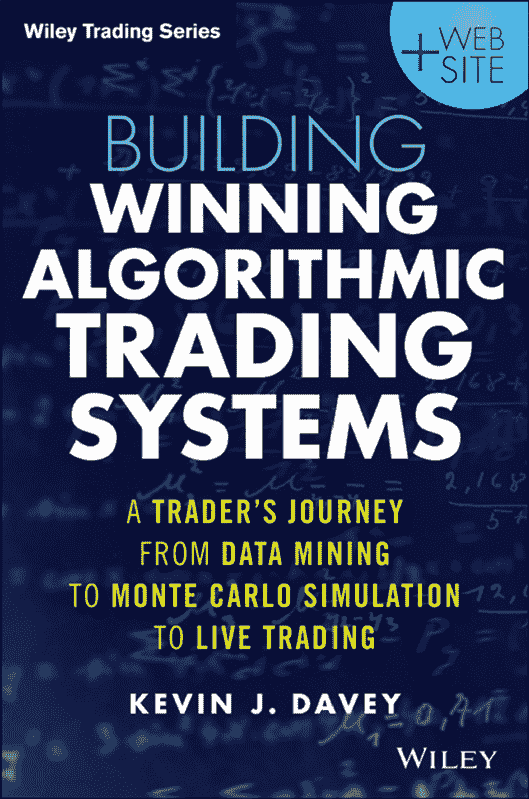 Wiley Trading Series
+ WEB
SITE
BUILDING
WINNING
ALGORITHMIC
TRADING
SYSTEMS
A TRADER'S JOURNEY
FROM DATA MINING
TO MONTE CARLO SIMULATION
TO LIVE TRADING
KEVIN J. DAVEY
WILEY